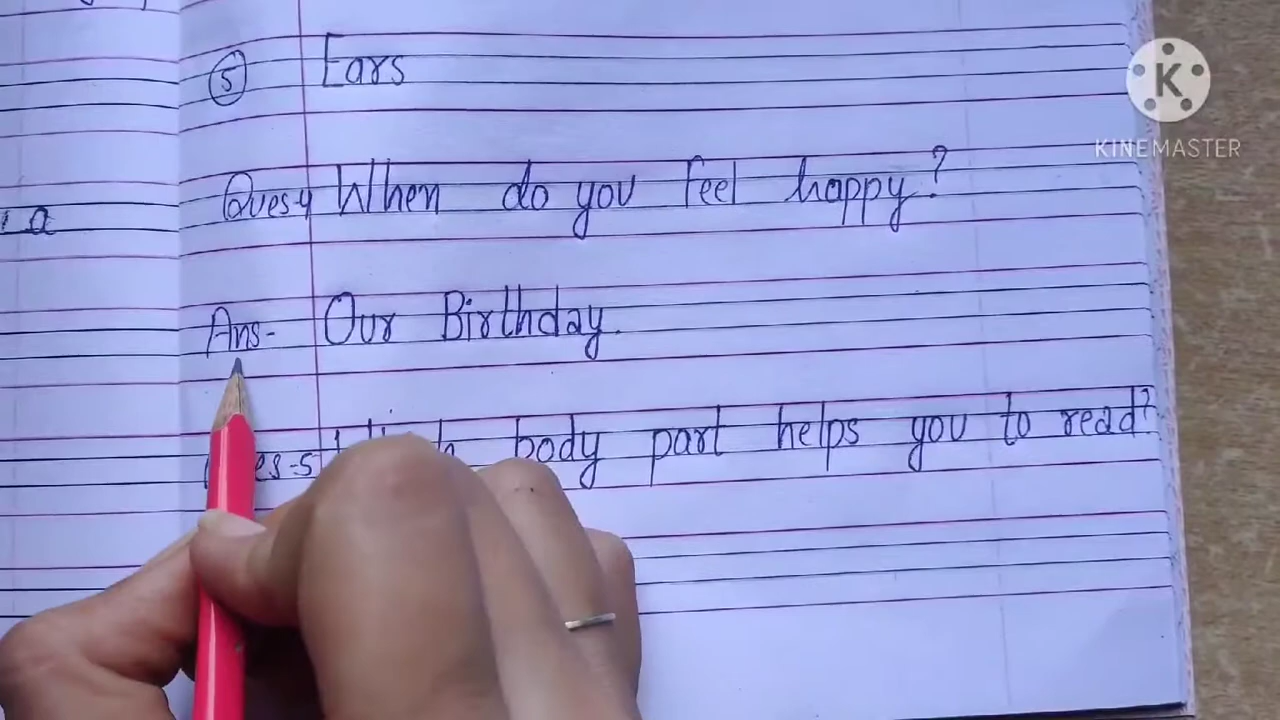 5 Ears
K
KINEMASTER
Ques4 When do you feel happy?
a
Ans- Our Birthday.
body part helps you to read?